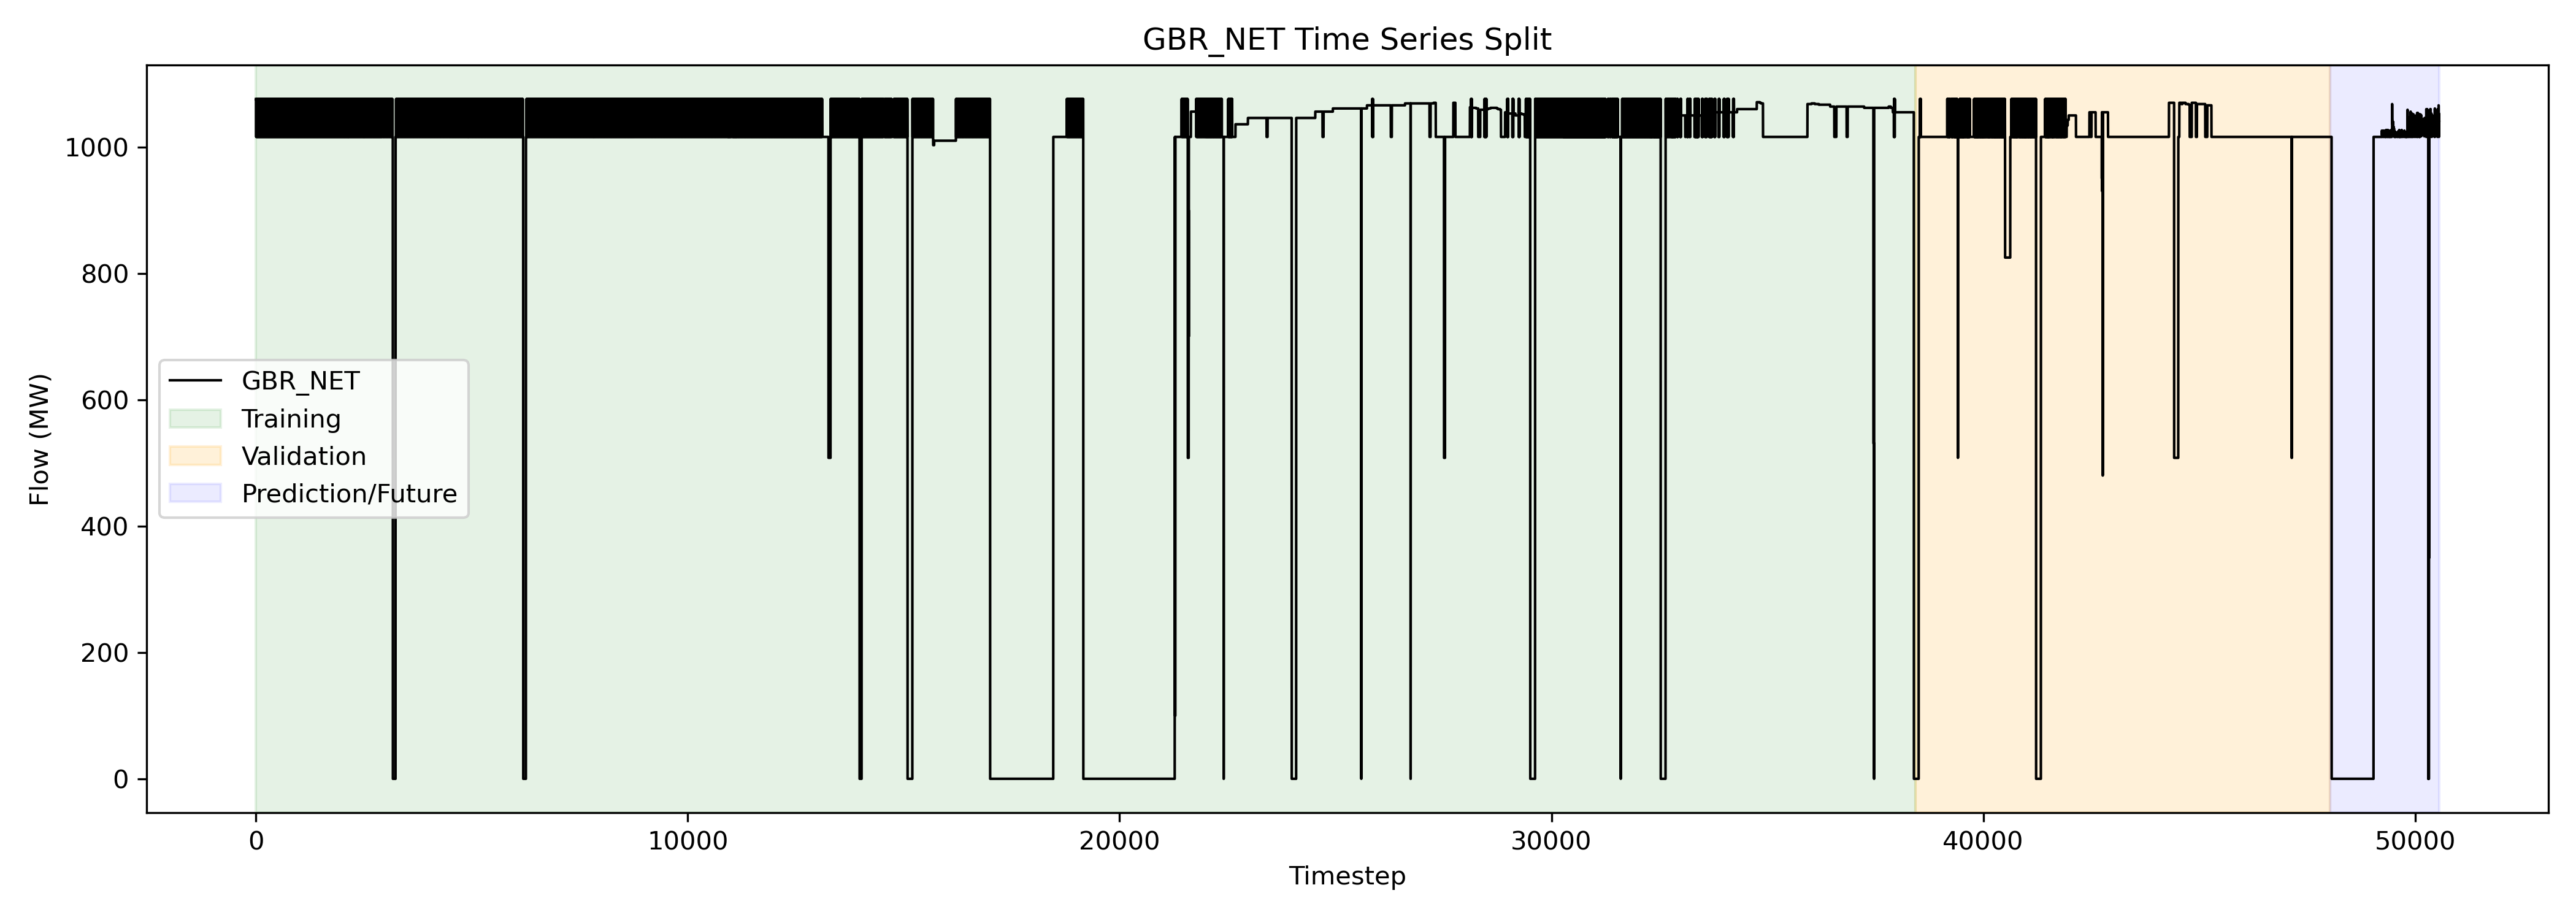 GBR_NET Time Series Split
1000
800
600
400
200
0
Flow (MW)
GBR_NET
Training
Validation
Prediction/Future
0
10000
20000
30000
40000
50000
Timestep